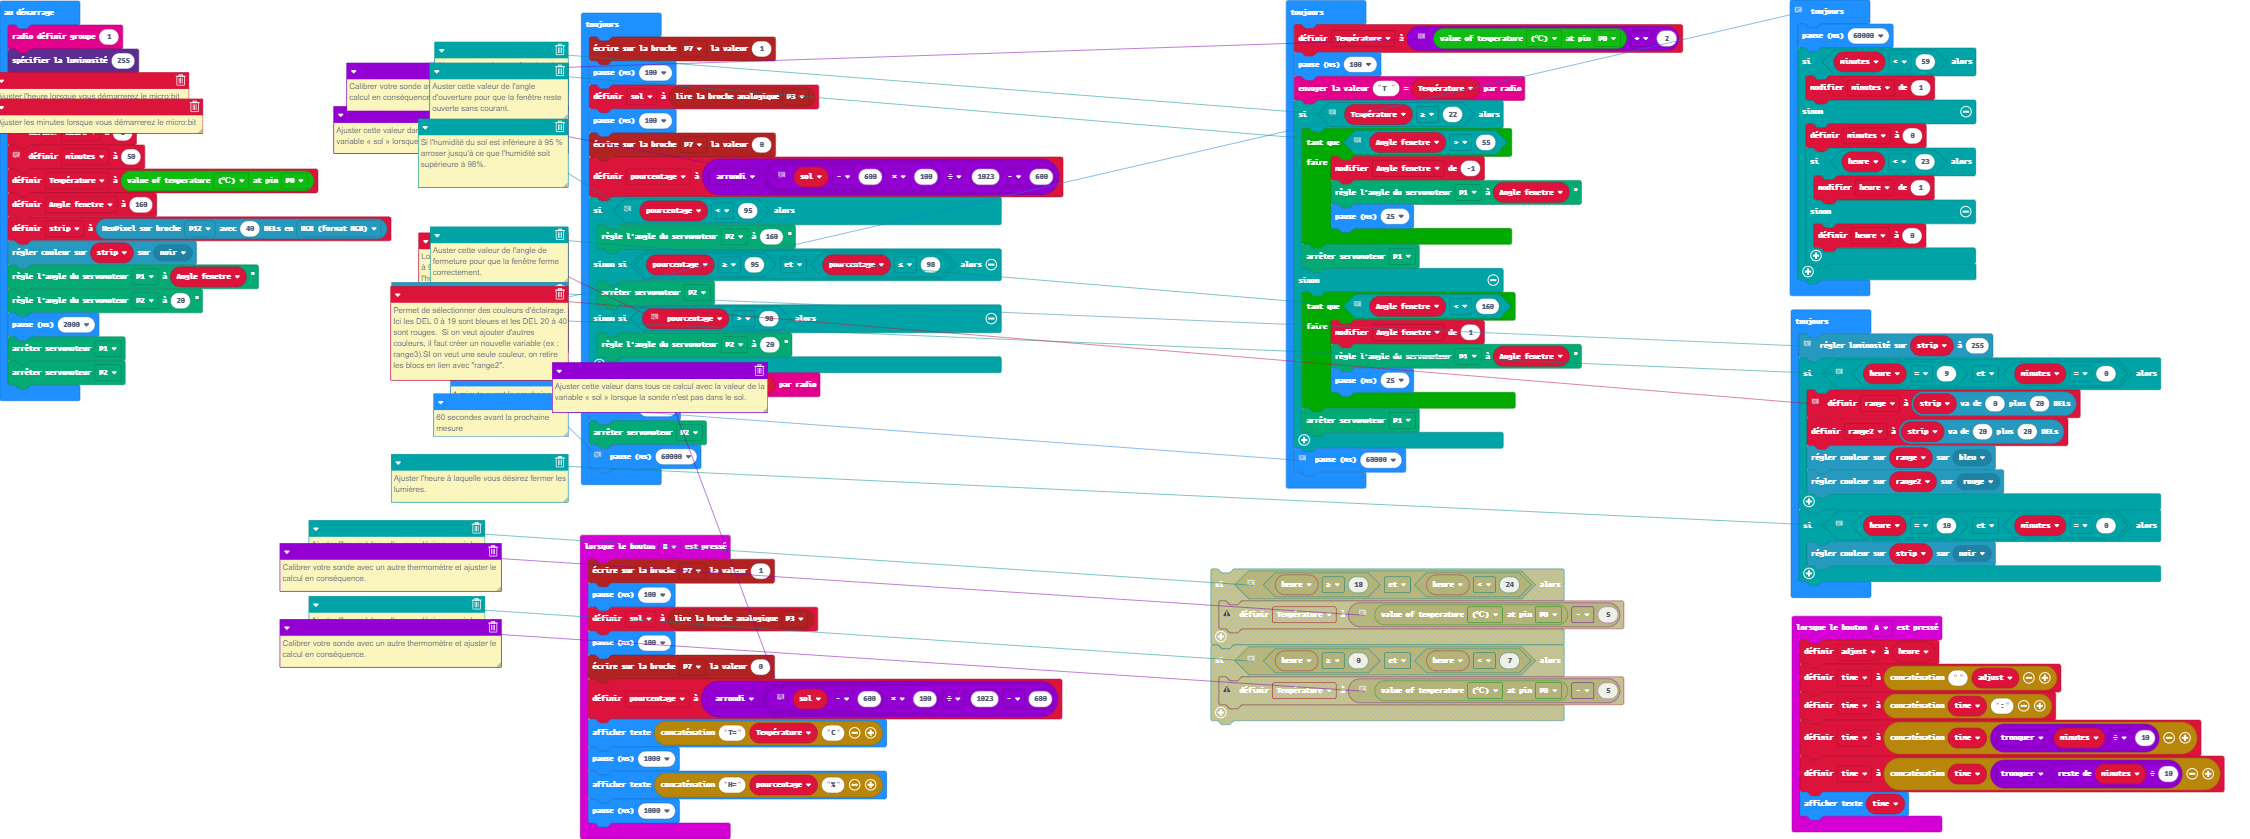 au démarrage
radio définir groupe 1
spécifier la luminosité 255
Ajuster l'heure lorsque vous démarrez le micro:bit
Ajuster les minutes lorsque vous démarrez le micro:bit
définir minutes à 50
définir Température à value of temperature (°C) at pin P0
définir Angle fenetre à 160
définir strip à NeoPixel sur broche P12 avec 40 DELs en RGB (format RGB)
régler couleur sur strip sur noir
règle l'angle du servomoteur P1 à Angle fenetre °
règle l'angle du servomoteur P2 à 20 °
pause (ms) 2000
arrêter servomoteur P1
arrêter servomoteur P2
Calibrer votre sonde a
calcul en conséquence
Auster cette valeur de l'angle
d'ouverture pour que la fenêtre reste
ouverte sans courant.
Ajuster cette valeur dan
variable « sol » lorsque
Si l'humidité du sol est inférieure à 95 %
arroser jusqu'à ce que l'humidité soit
supérieure à 98%.
Auster cette valeur de l'angle de
fermeture pour que la fenêtre ferme
correctement.
Permet de sélectionner des couleurs d'éclairage.
Ici les DEL 0 à 19 sont bleues et les DEL 20 à 40
sont rouges. Si on veut ajouter d'autres
couleurs, il faut créer un nouvelle variable (ex :
range3).SI on veut une seule couleur, on retire
les blocs en lien avec "range2".
60 secondes avant la prochaine
mesure
Ajuster l'heure à laquelle vous désirez fermer les
lumières.
Calibrer votre sonde avec un autre thermomètre et ajuster le
calcul en conséquence.
Calibrer votre sonde avec un autre thermomètre et ajuster le
calcul en conséquence.
toujours
écrire sur la broche P7 la valeur 1
pause (ms) 100
définir sol à lire la broche analogique P3
pause (ms) 100
écrire sur la broche P7 la valeur 0
définir pourcentage à arrondi sol - 600 × 100 ÷ 1023 - 600
si pourcentage < 95 alors
règle l'angle du servomoteur P2 à 160 °
sinon si pourcentage ≥ 95 et pourcentage ≤ 98 alors
arrêter servomoteur P2
sinon si pourcentage > 98 alors
règle l'angle du servomoteur P2 à 20 °
par radio
Ajuster cette valeur dans tous ce calcul avec la valeur de la
variable « sol » lorsque la sonde n'est pas dans le sol.
arrêter servomoteur P2
pause (ms) 60000
lorsque le bouton B est pressé
écrire sur la broche P7 la valeur 1
pause (ms) 100
définir sol à lire la broche analogique P3
pause (ms) 100
écrire sur la broche P7 la valeur 0
définir pourcentage à arrondi sol - 600 × 100 ÷ 1023 - 600
afficher texte concaténation "T=" Température "C"
pause (ms) 1000
afficher texte concaténation "H=" pourcentage "%"
pause (ms) 1000
toujours
définir Température à value of temperature (°C) at pin P0 + 2
pause (ms) 100
envoyer la valeur "T" = Température par radio
si Température ≥ 22 alors
tant que Angle fenetre > 55
faire modifier Angle fenetre de -1
règle l'angle du servomoteur P1 à Angle fenetre °
pause (ms) 25
arrêter servomoteur P1
sinon
tant que Angle fenetre < 160
faire modifier Angle fenetre de 1
règle l'angle du servomoteur P1 à Angle fenetre °
pause (ms) 25
arrêter servomoteur P1
pause (ms) 60000
si heure ≥ 18 et heure < 24 alors
définir Température à value of temperature (°C) at pin P0 - 5
si heure ≥ 0 et heure < 7 alors
définir Température à value of temperature (°C) at pin P0 - 5
toujours
pause (ms) 60000
si minutes < 59 alors
modifier minutes de 1
sinon
définir minutes à 0
si heure < 23 alors
modifier heure de 1
sinon
définir heure à 0
toujours
régler luminosité sur strip à 255
si heure = 9 et minutes = 0 alors
définir range à strip va de 0 plus 20 DELs
définir range2 à strip va de 20 plus 20 DELs
régler couleur sur range sur bleu
régler couleur sur range2 sur rouge
si heure = 10 et minutes = 0 alors
régler couleur sur strip sur noir
lorsque le bouton A est pressé
définir adjust à heure
définir time à concaténation "" adjust
définir time à concaténation time ":"
définir time à concaténation time tronquer minutes ÷ 10
définir time à concaténation time tronquer reste de minutes ÷ 10
afficher texte time